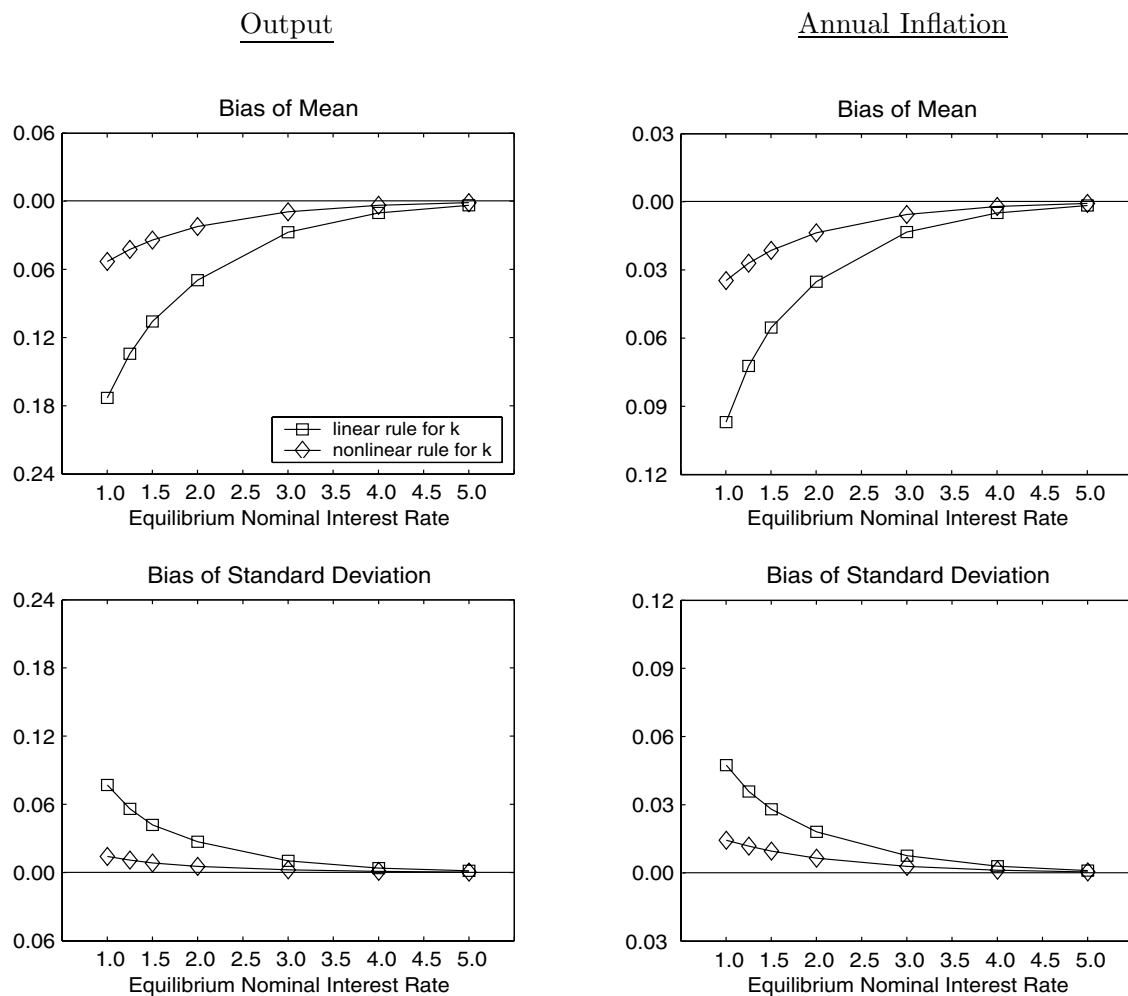 Output
Annual Inflation
Bias of Mean
0.06
0.00
0.06
0.12
0.18
0.24
linear rule for k
nonlinear rule for k
1.0 1.5 2.0 2.5 3.0 3.5 4.0 4.5 5.0
Equilibrium Nominal Interest Rate
Bias of Mean
0.03
0.00
0.03
0.06
0.09
0.12
1.0 1.5 2.0 2.5 3.0 3.5 4.0 4.5 5.0
Equilibrium Nominal Interest Rate
Bias of Standard Deviation
0.24
0.18
0.12
0.06
0.00
0.06
1.0 1.5 2.0 2.5 3.0 3.5 4.0 4.5 5.0
Equilibrium Nominal Interest Rate
Bias of Standard Deviation
0.12
0.09
0.06
0.03
0.00
0.03
1.0 1.5 2.0 2.5 3.0 3.5 4.0 4.5 5.0
Equilibrium Nominal Interest Rate